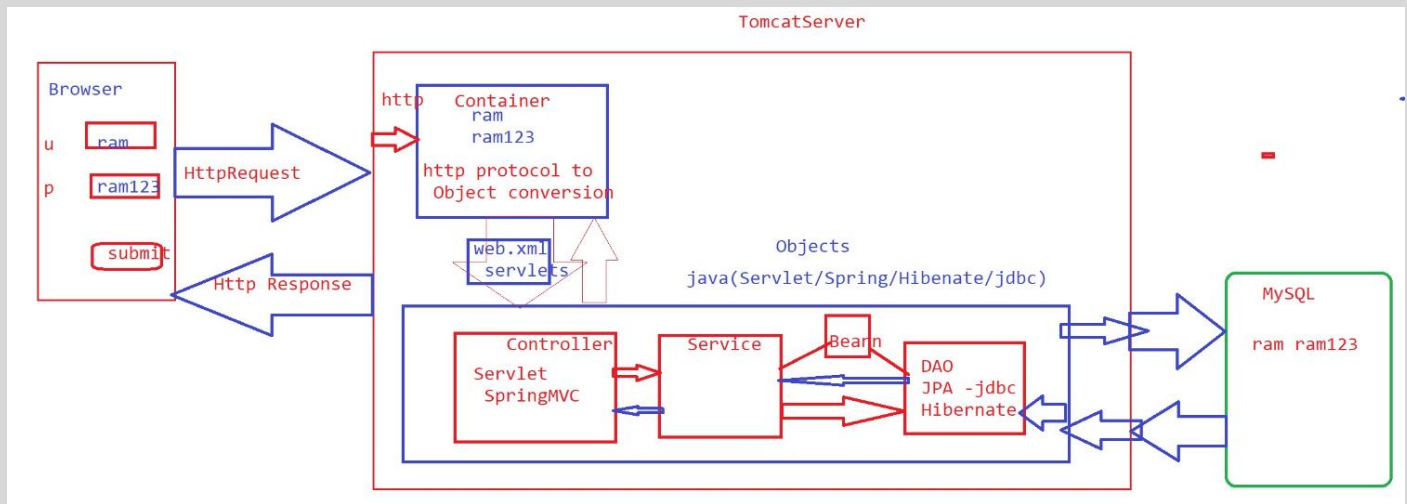 TomcatServer
Browser
u ram
p ram123
submit
HttpRequest
Http Response
http
Container
ram
ram123
http protocol to
Object conversion
web.xml
servlets
Objects
java(Servlet/Spring/Hibenate/jdbc)
Controller
Servlet
SpringMVC
Service
Beann
DAO
JPA -jdbc
Hibernate
MySQL
ram ram123